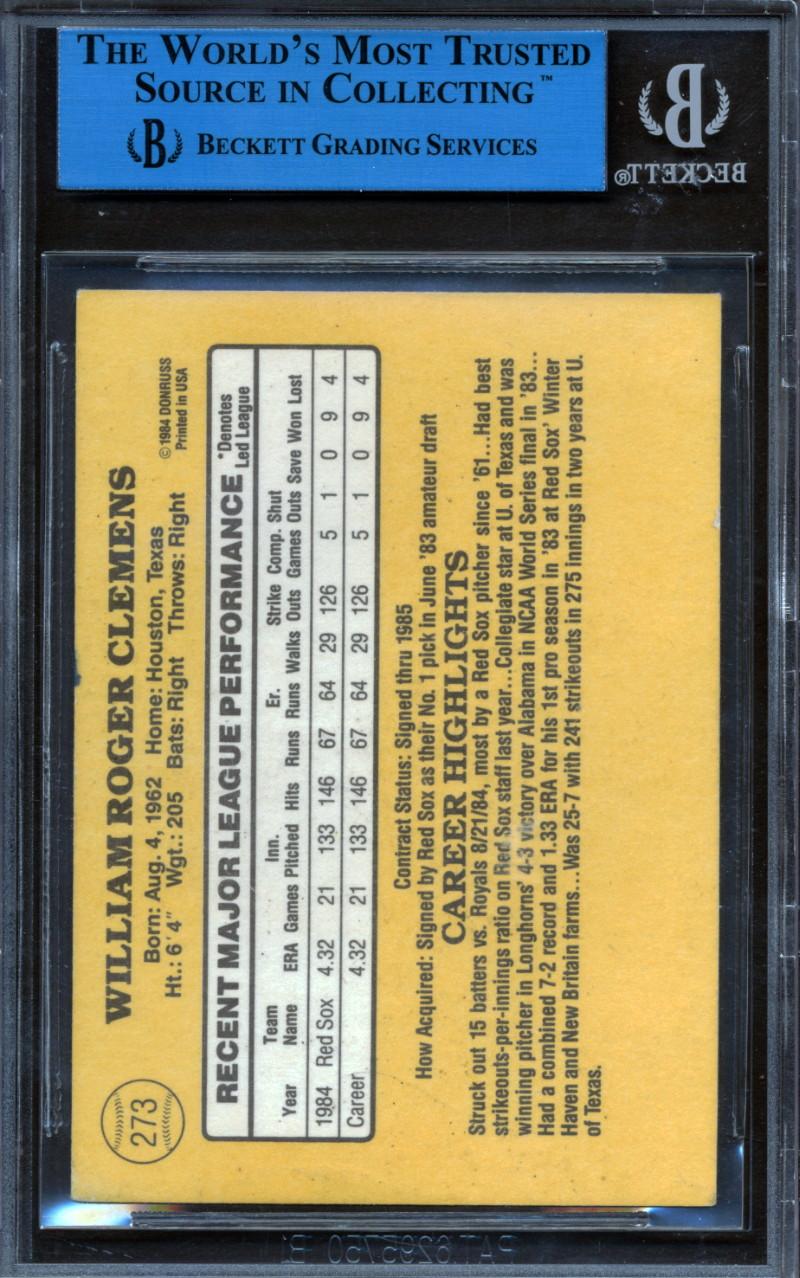 THE WORLD'S MOST TRUSTED
SOURCE IN COLLECTING™
B BECKETT GRADING SERVICES
B
BECKETT®
273
WILLIAM ROGER CLEMENS
Born: Aug. 4, 1962 Home: Houston, Texas
Ht.: 6'4" Wgt.: 205 Bats: Right Throws: Right
© 1984 DONRUSS
Printed in USA
RECENT MAJOR LEAGUE PERFORMANCE *Denotes Led League
Year Team Name ERA Games Inn. Pitched Hits Runs Er. Runs Walks Strike Outs Comp. Games Shut Outs Save Won Lost
1984 Red Sox 4.32 21 133 146 67 64 29 126 5 1 0 9 4
Career 4.32 21 133 146 67 64 29 126 5 1 0 9 4
Contract Status: Signed thru 1985
How Acquired: Signed by Red Sox as their No. 1 pick in June '83 amateur draft
CAREER HIGHLIGHTS
Struck out 15 batters vs. Royals 8/21/84, most by a Red Sox pitcher since '61...Had best
strikeouts-per-innings ratio on Red Sox staff last year...Collegiate star at U. of Texas and was
winning pitcher in Longhorns' 4-3 victory over Alabama in NCAA World Series final in '83...
Had a combined 7-2 record and 1.33 ERA for his 1st pro season in '83 at Red Sox' Winter
Haven and New Britain farms...Was 25-7 with 241 strikeouts in 275 innings in two years at U.
of Texas.
PAT.6295750 B1